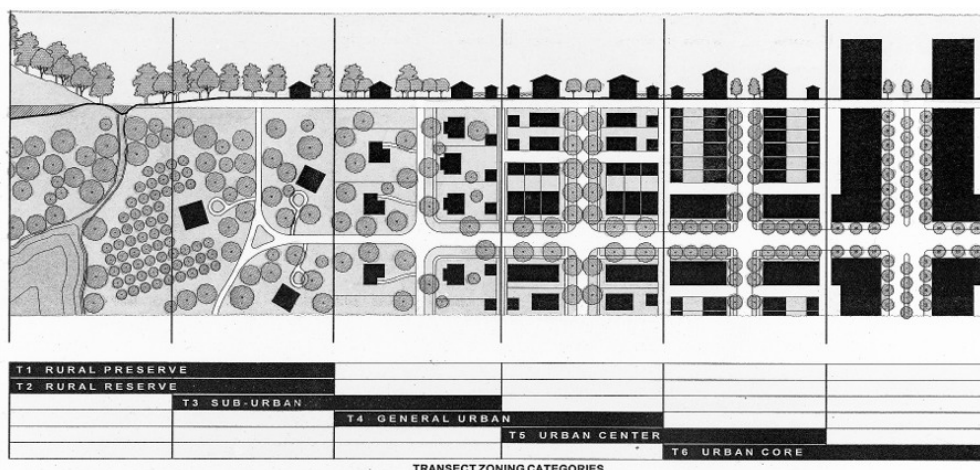 T1 RURAL PRESERVE
T2 RURAL RESERVE
T3 SUB-URBAN
T4 GENERAL URBAN
T5 URBAN CENTER
T6 URBAN CORE
TRANSECT ZONING CATEGORIES